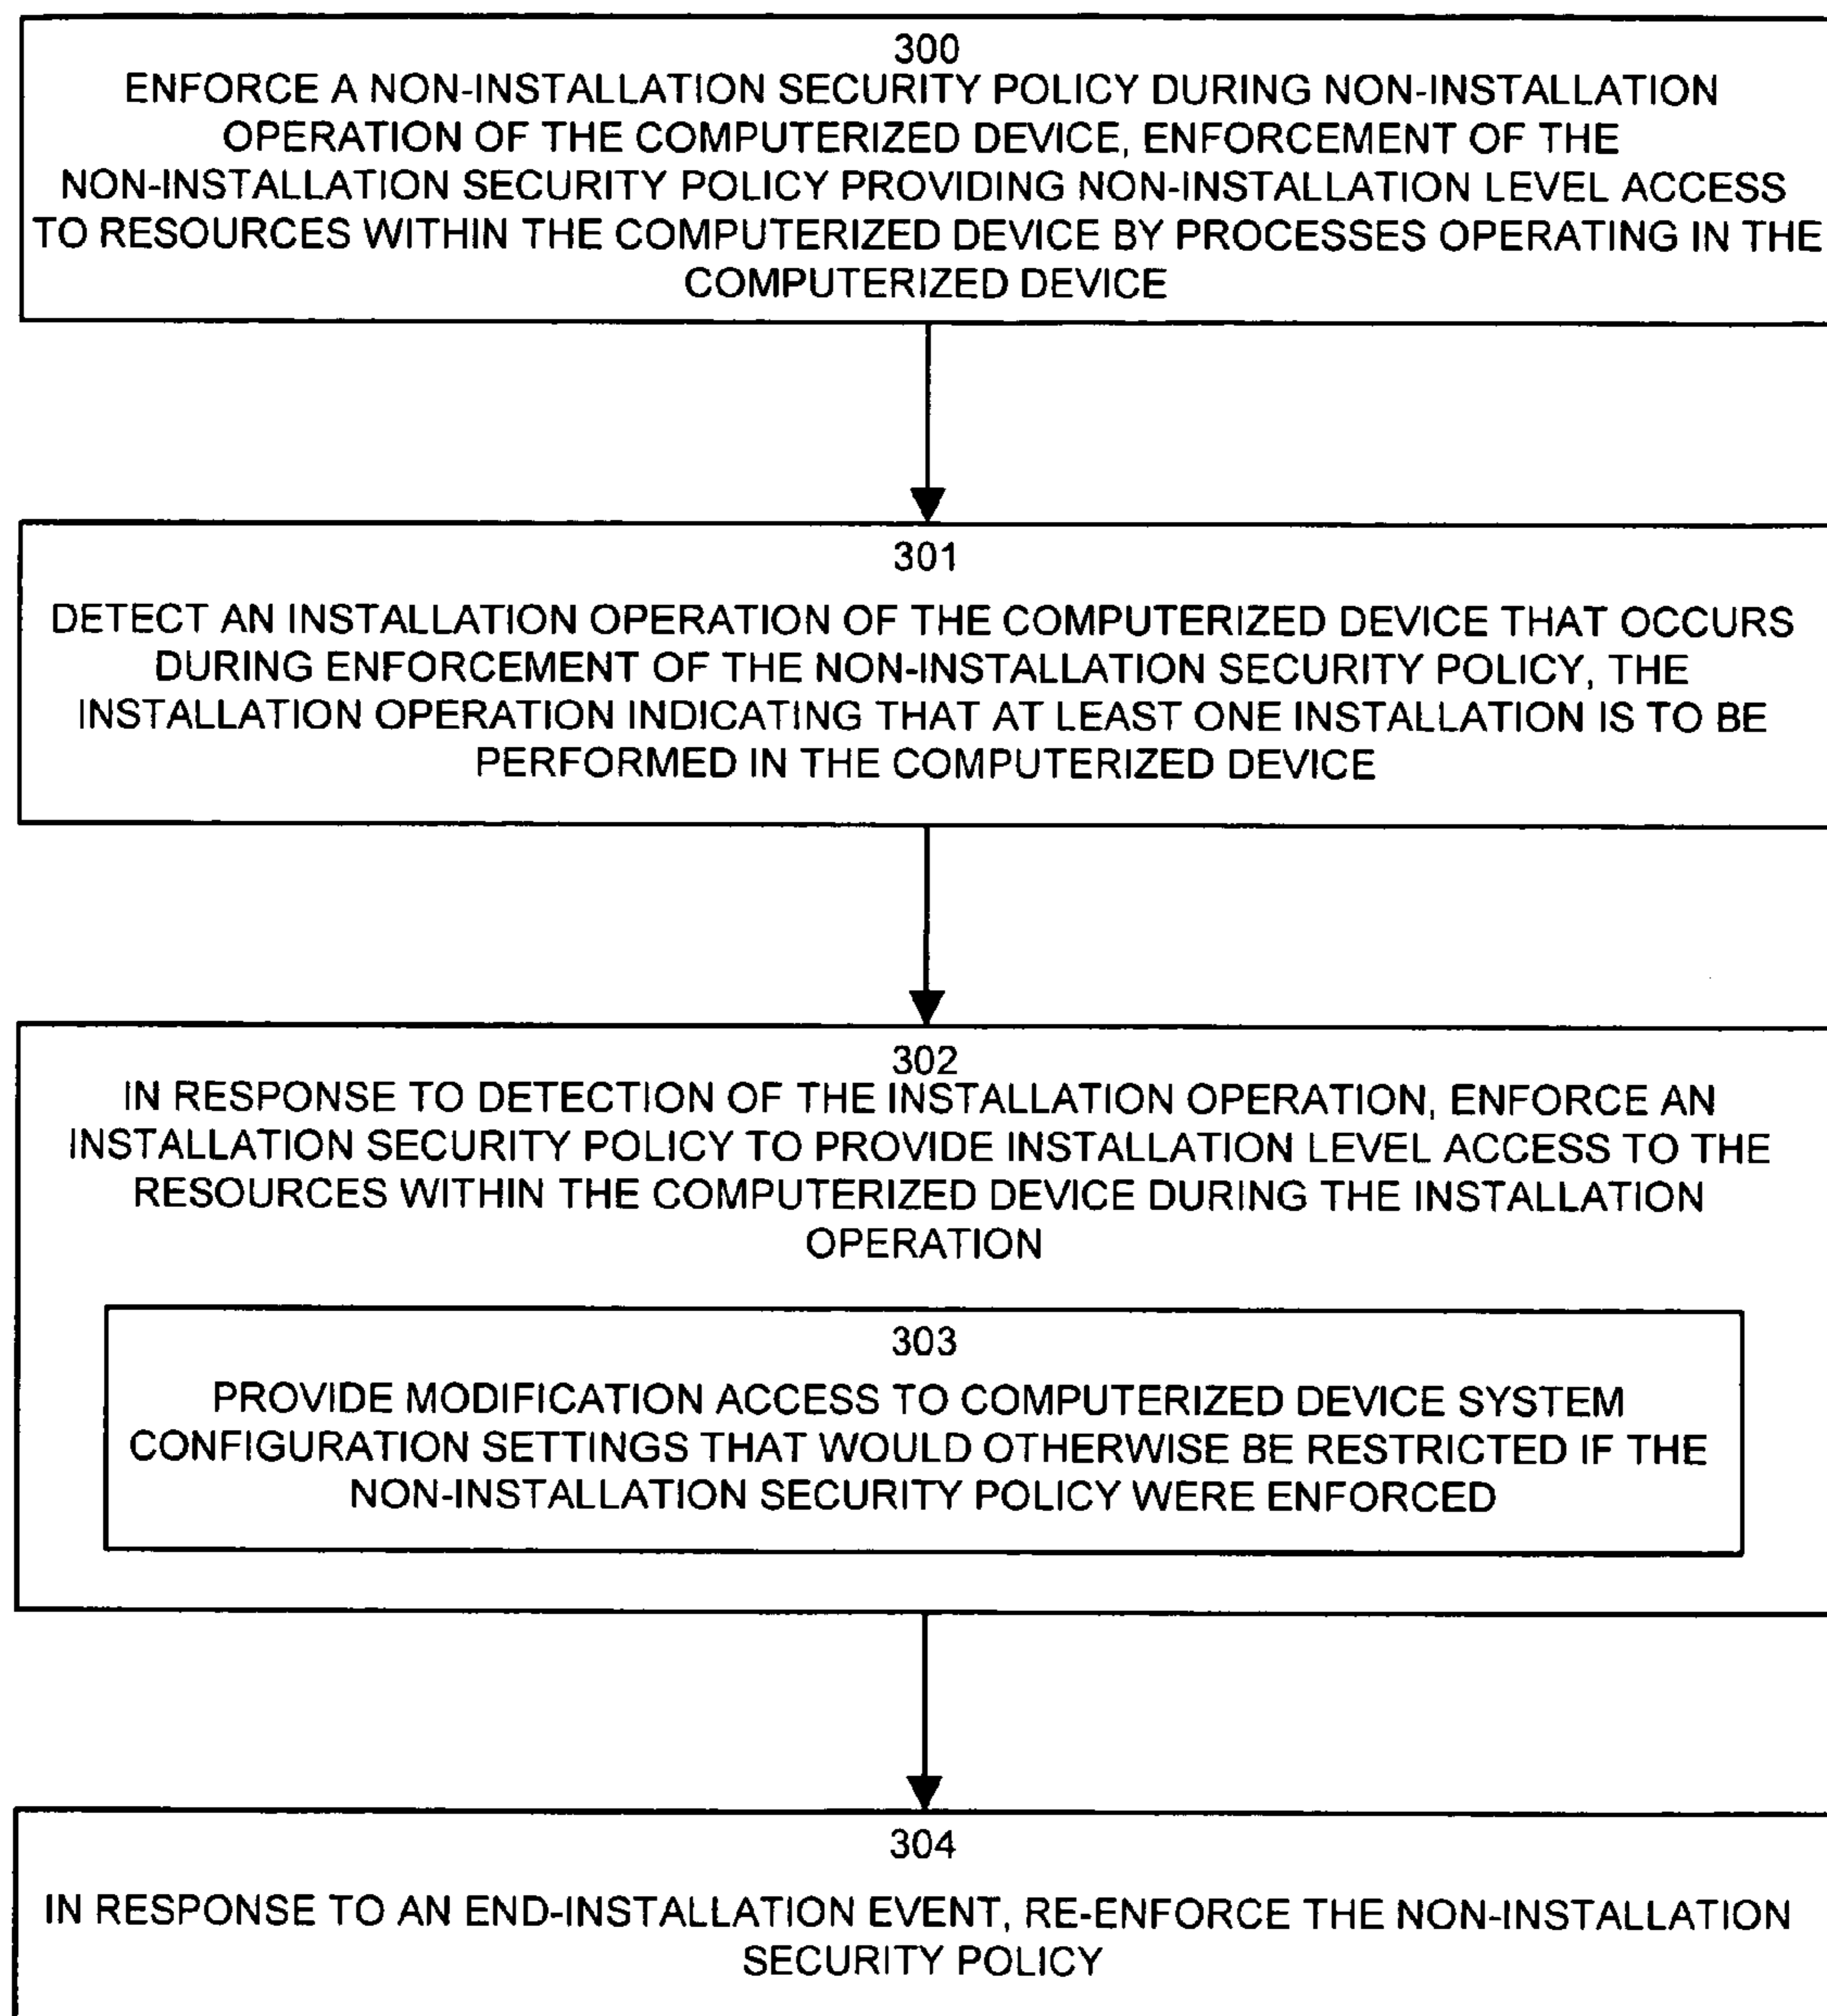 300
ENFORCE A NON-INSTALLATION SECURITY POLICY DURING NON-INSTALLATION
OPERATION OF THE COMPUTERIZED DEVICE, ENFORCEMENT OF THE
NON-INSTALLATION SECURITY POLICY PROVIDING NON-INSTALLATION LEVEL ACCESS
TO RESOURCES WITHIN THE COMPUTERIZED DEVICE BY PROCESSES OPERATING IN THE
COMPUTERIZED DEVICE
301
DETECT AN INSTALLATION OPERATION OF THE COMPUTERIZED DEVICE THAT OCCURS
DURING ENFORCEMENT OF THE NON-INSTALLATION SECURITY POLICY, THE
INSTALLATION OPERATION INDICATING THAT AT LEAST ONE INSTALLATION IS TO BE
PERFORMED IN THE COMPUTERIZED DEVICE
302
IN RESPONSE TO DETECTION OF THE INSTALLATION OPERATION, ENFORCE AN
INSTALLATION SECURITY POLICY TO PROVIDE INSTALLATION LEVEL ACCESS TO THE
RESOURCES WITHIN THE COMPUTERIZED DEVICE DURING THE INSTALLATION
OPERATION
303
PROVIDE MODIFICATION ACCESS TO COMPUTERIZED DEVICE SYSTEM
CONFIGURATION SETTINGS THAT WOULD OTHERWISE BE RESTRICTED IF THE
NON-INSTALLATION SECURITY POLICY WERE ENFORCED
304
IN RESPONSE TO AN END-INSTALLATION EVENT, RE-ENFORCE THE NON-INSTALLATION
SECURITY POLICY